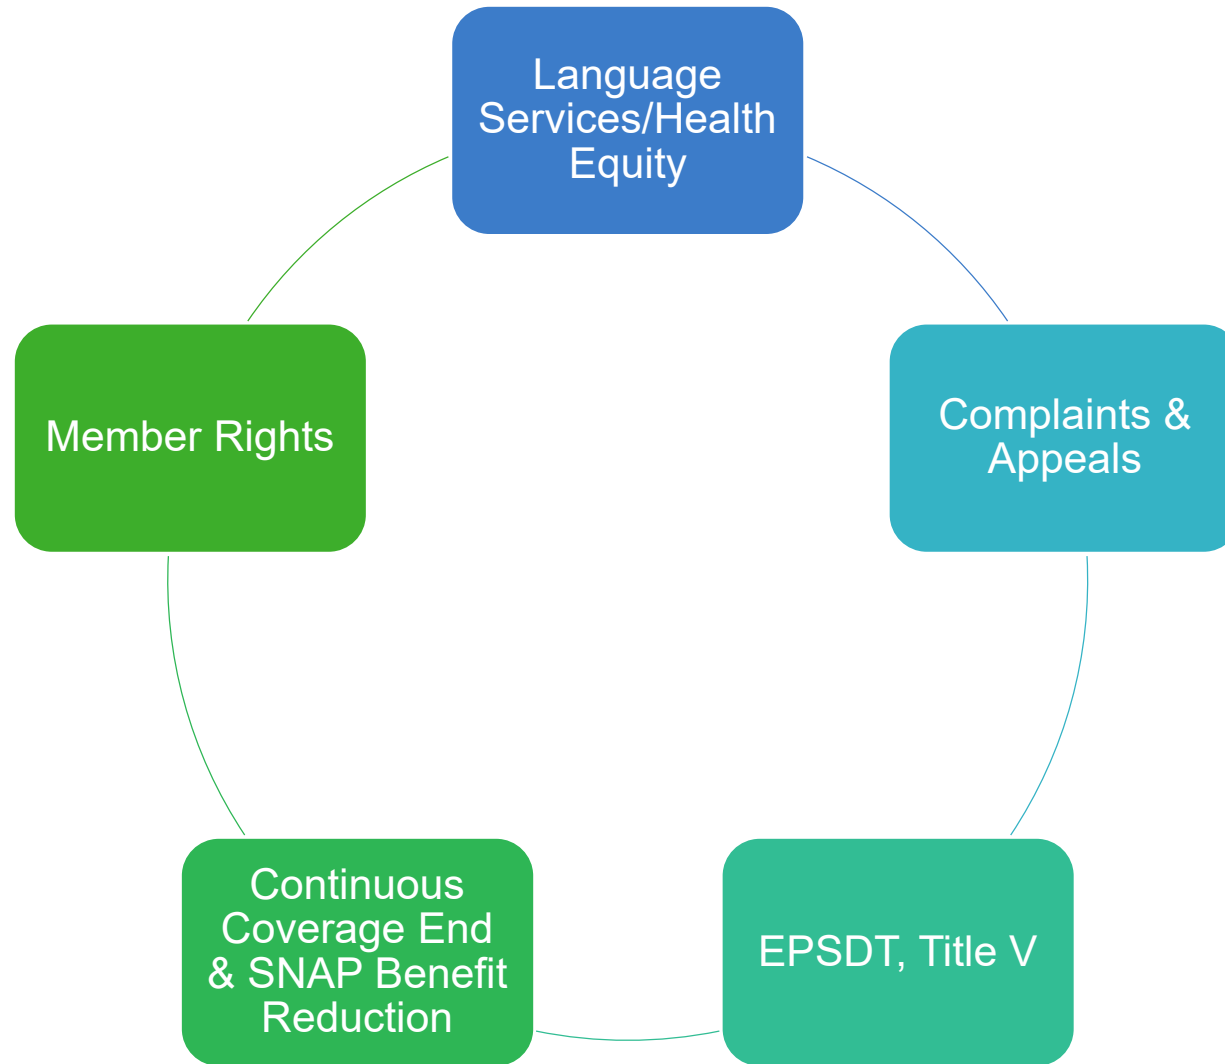 Language
Services/Health
Equity
Complaints &
Appeals
EPSDT, Title V
Continuous
Coverage End
& SNAP Benefit
Reduction
Member Rights